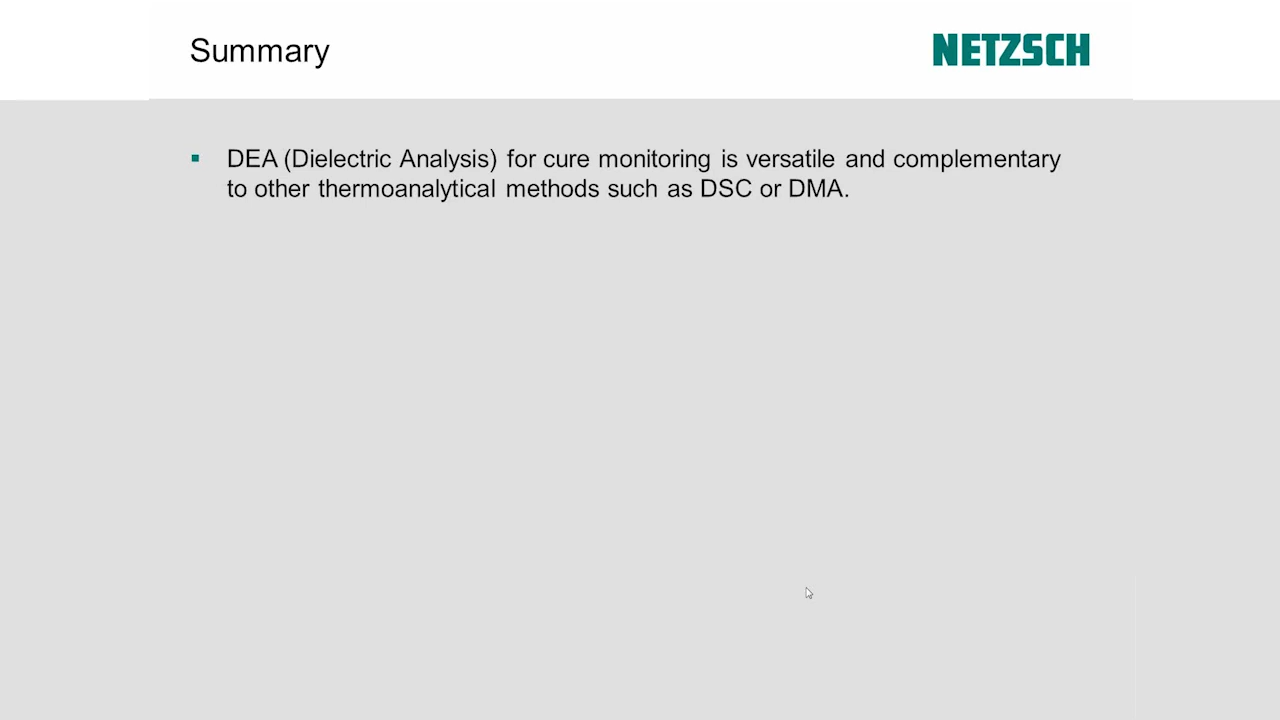 Summary
NETZSCH
DEA (Dielectric Analysis) for cure monitoring is versatile and complementary
to other thermoanalytical methods such as DSC or DMA.